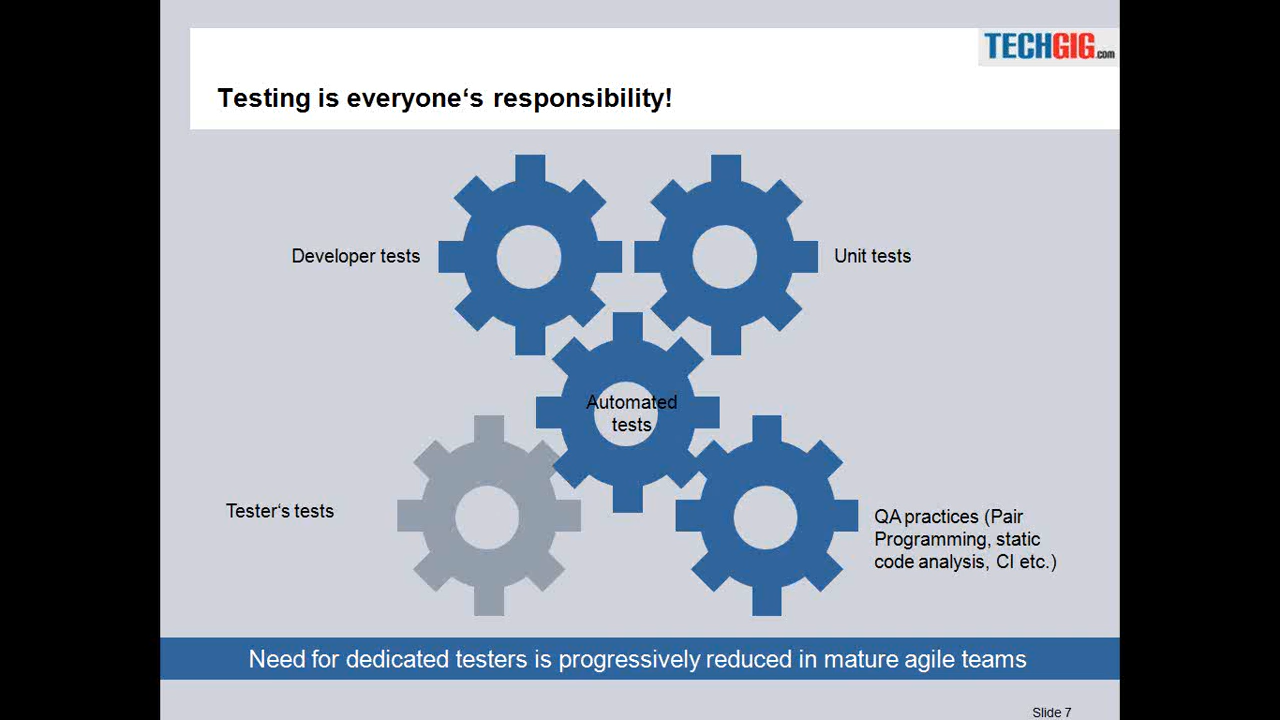 TECHGIG.com
Testing is everyone‘s responsibility!
Developer tests
Unit tests
Automated
tests
Tester‘s tests
QA practices (Pair
Programming, static
code analysis, CI etc.)
Need for dedicated testers is progressively reduced in mature agile teams
Slide 7